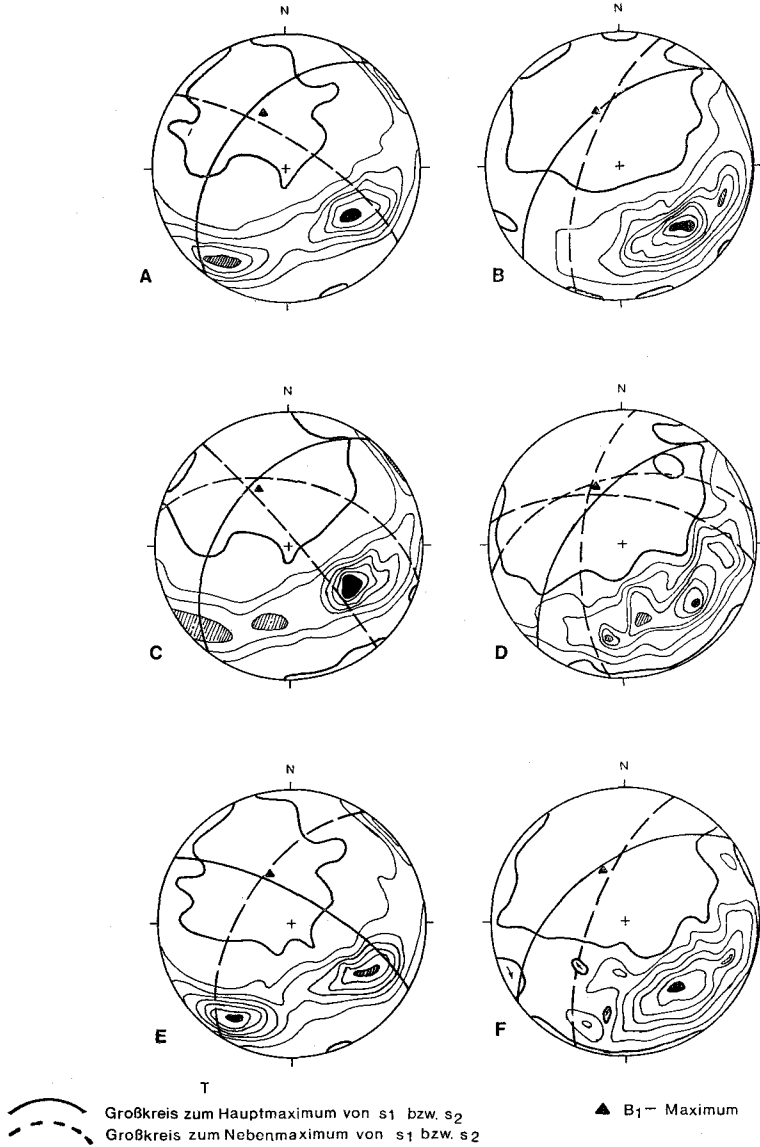 N
N
A
B
N
N
C
D
N
N
E
F
T
Großkreis zum Hauptmaximum von s1 bzw. s2
Großkreis zum Nebenmaximum von s1 bzw. s2
▲ B1– Maximum